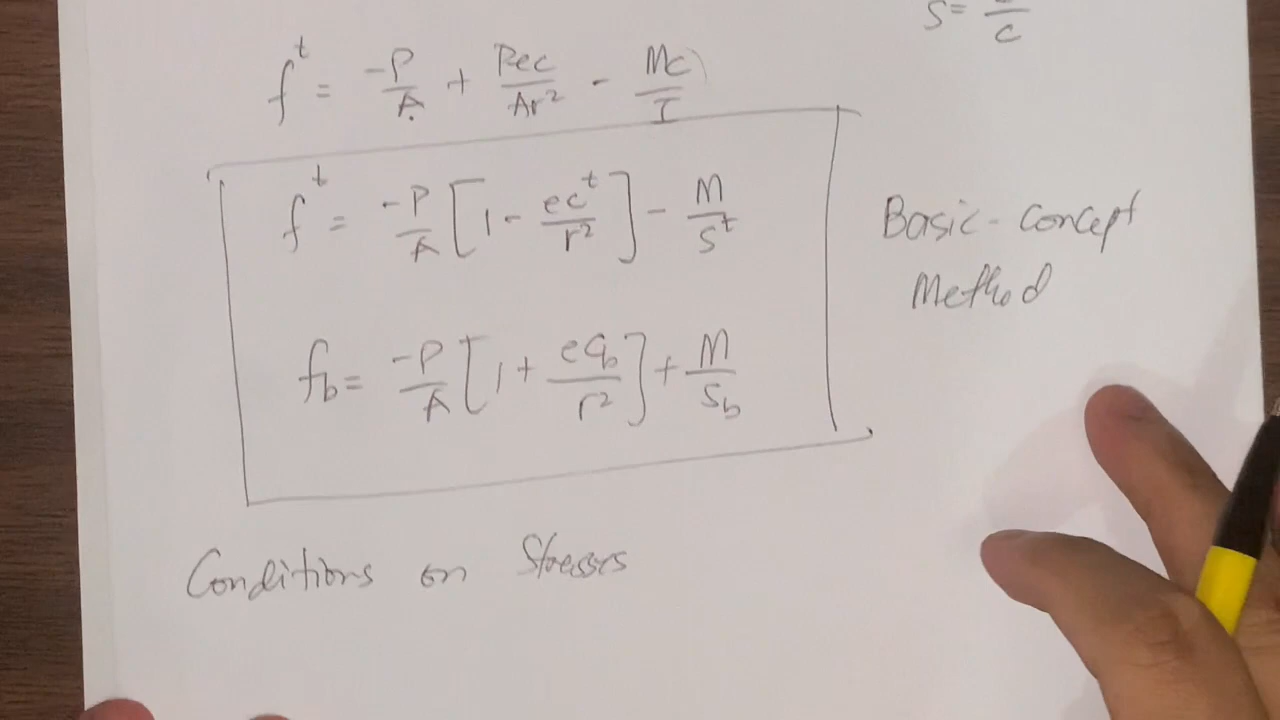 S = /c
f^t = -P/A + Pec/Ar² - Mc/I
f^t = -P/A [1 - ec^t/r²] - M/S^t
Basic-concept
Method
f_b = -P/A [1 + ec_b/r²] + M/S_b
Conditions on Stresses